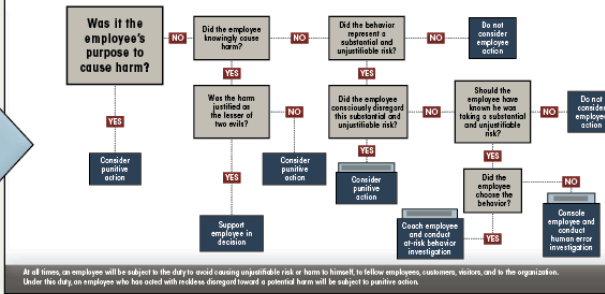 Was it the
employee's
purpose to
cause harm?
NO
Did the employee
knowingly cause
harm?
NO
Did the behavior
represent a
substantial and
unjustifiable risk?
NO
Do not
consider
employee
action
YES
YES
YES
Consider
punitive
action
Was the harm
justified as
the lesser of
two evils?
NO
Consider
punitive
action
YES
Support
employee in
decision
Did the employee
consciously disregard
this substantial and
unjustifiable risk?
NO
YES
Consider
punitive
action
Should the
employee have
known he was
taking a substantial
and unjustifiable
risk?
NO
Do not
consider
employee
action
YES
Did the
employee
choose the
behavior?
NO
Console
employee and
conduct
human error
investigation
YES
Coach employee
and conduct
at-risk behavior
investigation
At all times, an employee will be subject to the duty to avoid causing unjustifiable risk or harm to himself, to fellow employees, customers, visitors, and to the organization.
Under this duty, an employee who has acted with reckless disregard toward a potential harm will be subject to punitive action.